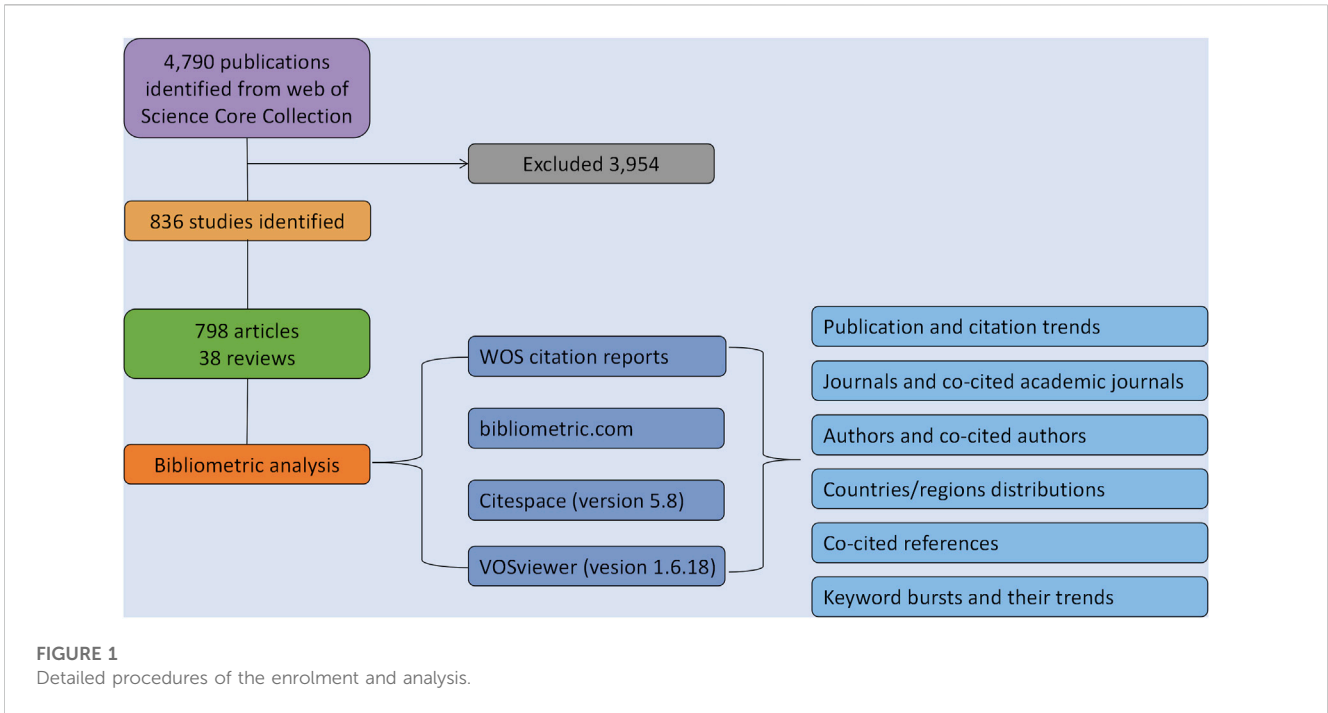 4,790 publications
identified from web of
Science Core Collection
Excluded 3,954
836 studies identified
798 articles
38 reviews
Bibliometric analysis
WOS citation reports
bibliometric.com
Citespace (version 5.8)
VOSviewer (vesion 1.6.18)
Publication and citation trends
Journals and co-cited academic journals
Authors and co-cited authors
Countries/regions distributions
Co-cited references
Keyword bursts and their trends
FIGURE 1
Detailed procedures of the enrolment and analysis.